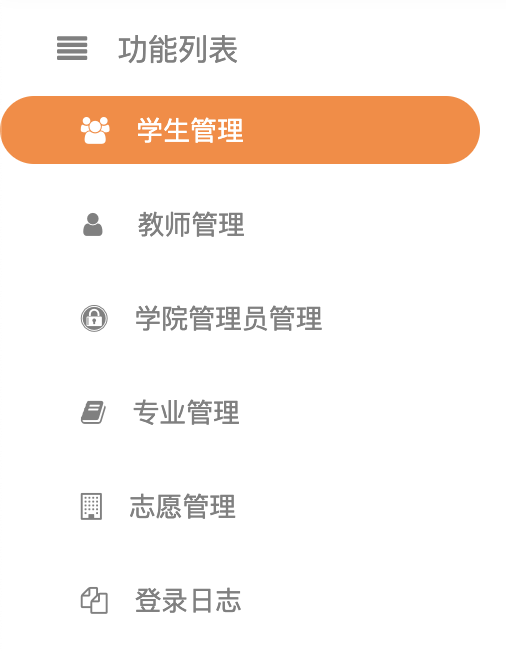 功能列表
学生管理
教师管理
学院管理员管理
专业管理
志愿管理
登录日志